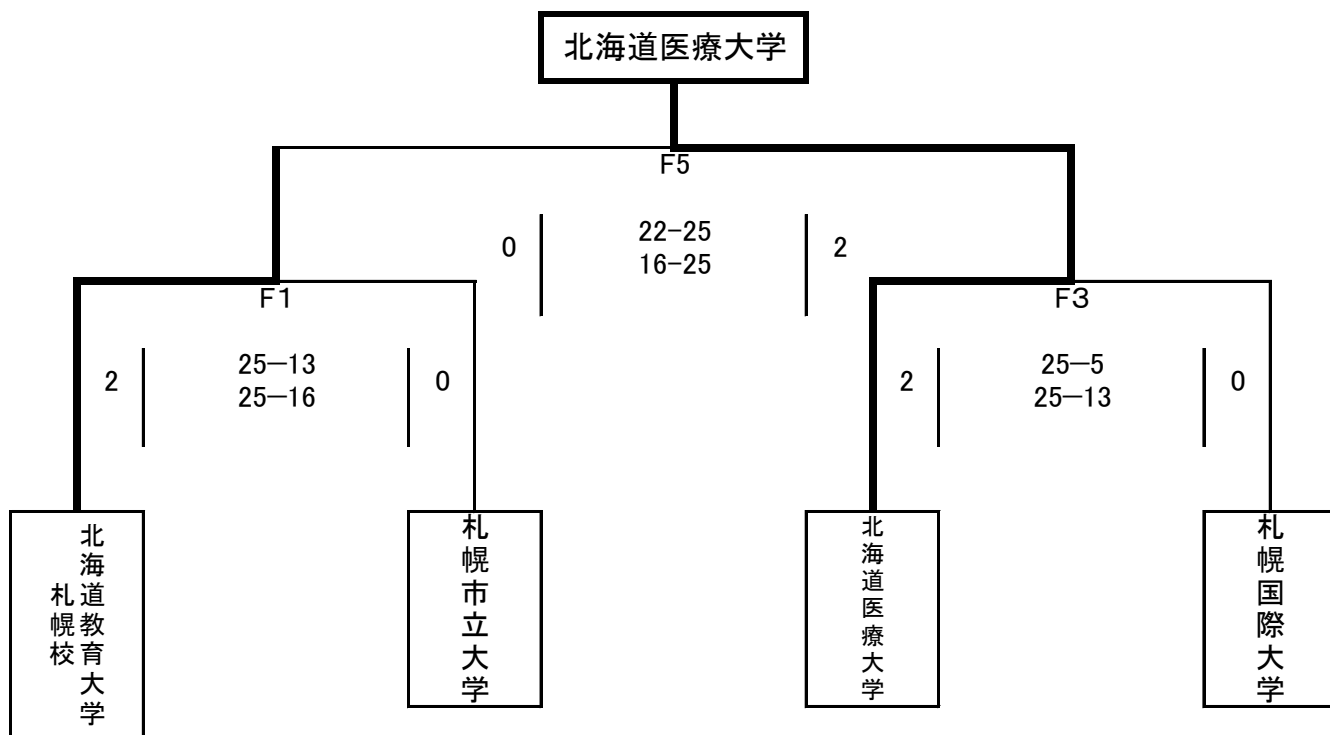 北海道医療大学
F5
0
22-25
16-25
2
F1
2
25―13
25―16
0
F3
2
25―5
25―13
0
北海道教育大学
札幌校
札幌市立大学
北海道医療大学
札幌国際大学